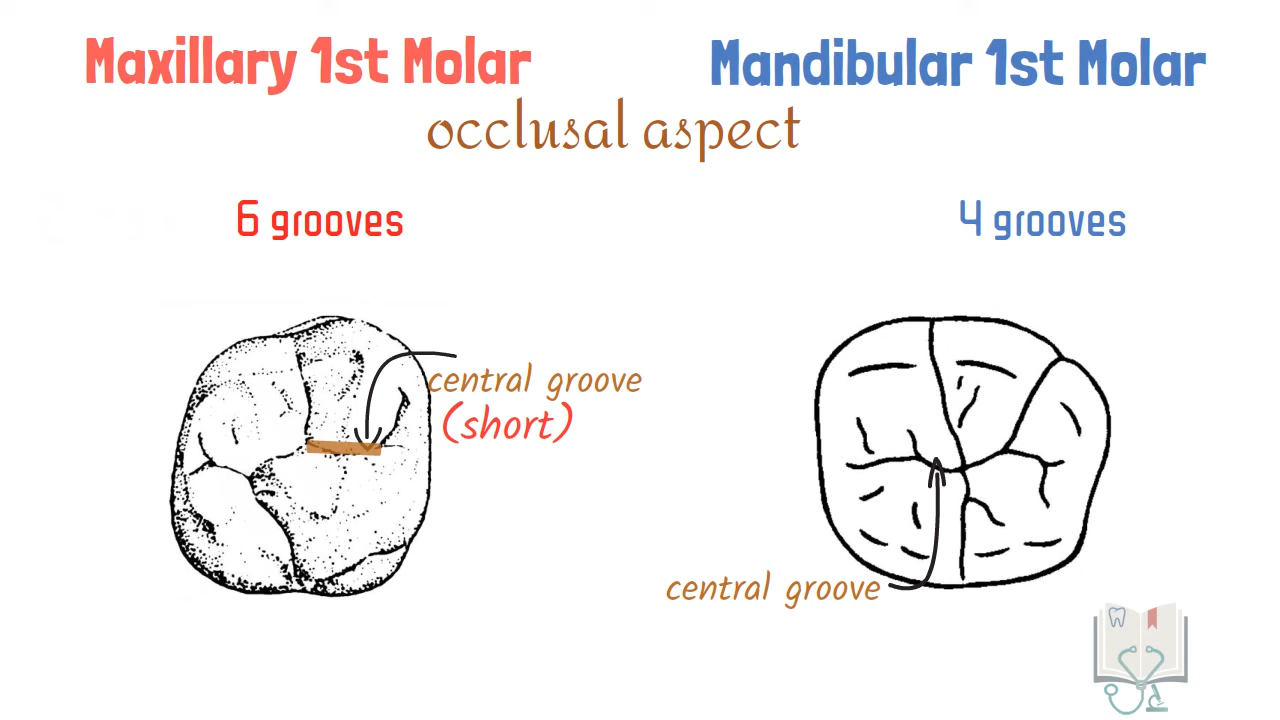 Maxillary 1st Molar
Mandibular 1st Molar
occlusal aspect
6 grooves
4 grooves
central groove
(short)
central groove